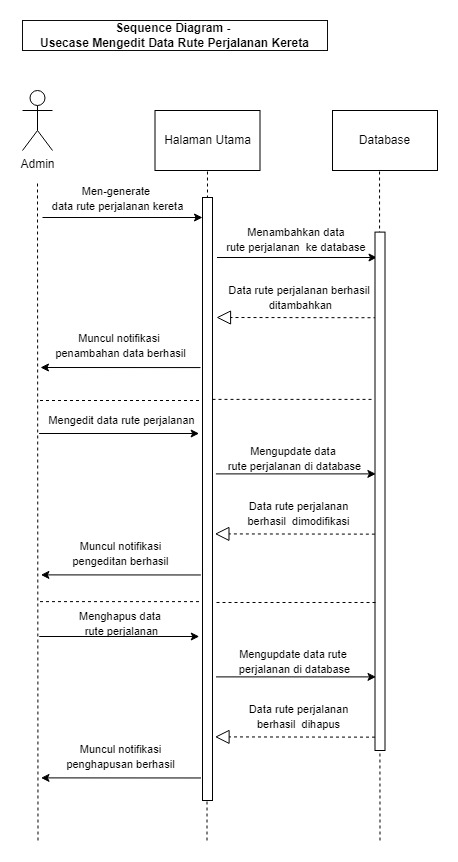 Sequence Diagram -
Usecase Mengedit Data Rute Perjalanan Kereta
Admin
Halaman Utama
Database
Men-generate
data rute perjalanan kereta
Menambahkan data
rute perjalanan ke database
Data rute perjalanan berhasil
ditambahkan
Muncul notifikasi
penambahan data berhasil
Mengedit data rute perjalanan
Mengupdate data
rute perjalanan di database
Data rute perjalanan
berhasil dimodifikasi
Muncul notifikasi
pengeditan berhasil
Menghapus data
rute perjalanan
Mengupdate data rute
perjalanan di database
Data rute perjalanan
berhasil dihapus
Muncul notifikasi
penghapusan berhasil